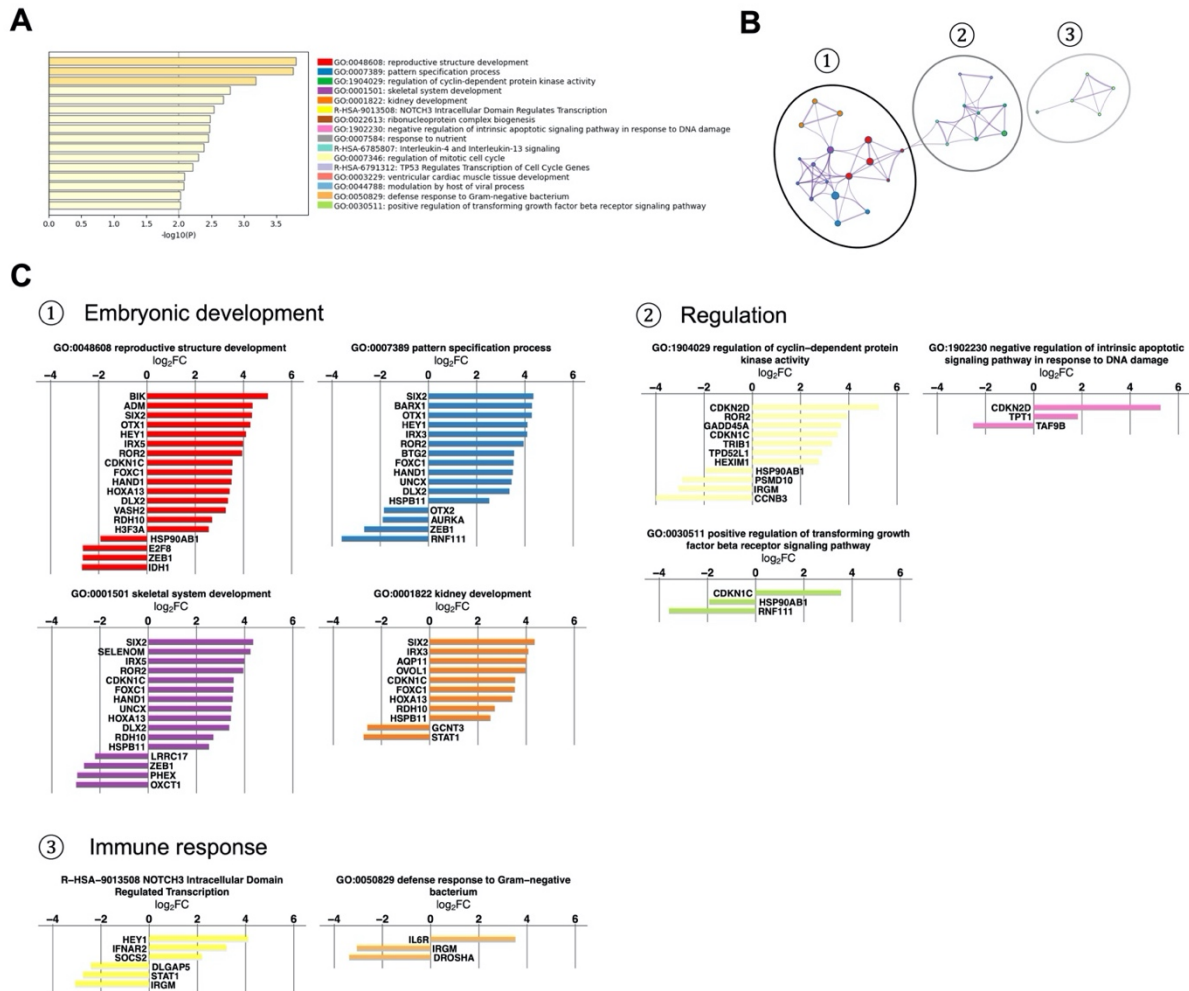 A
GO:0048608: reproductive structure development
GO:0007389: pattern specification process
GO:1904029: regulation of cyclin-dependent protein kinase activity
GO:0001501: skeletal system development
GO:0001822: kidney development
R-HSA-9013508: NOTCH3 Intracellular Domain Regulates Transcription
GO:0022613: ribonucleoprotein complex biogenesis
GO:1902230: negative regulation of intrinsic apoptotic signaling pathway in response to DNA damage
GO:0007584: response to nutrient
R-HSA-6785807: Interleukin-4 and Interleukin-13 signaling
GO:0007346: regulation of mitotic cell cycle
R-HSA-6791312: TP53 Regulates Transcription of Cell Cycle Genes
GO:0003229: ventricular cardiac muscle tissue development
GO:0044788: modulation by host of viral process
GO:0050829: defense response to Gram-negative bacterium
GO:0030511: positive regulation of transforming growth factor beta receptor signaling pathway
0.0 0.5 1.0 1.5 2.0 2.5 3.0 3.5
-log10(P)
B
① ② ③
C
① Embryonic development
GO:0048608 reproductive structure development
log₂FC
−4 −2 0 2 4 6
BIK
ADM
SIX2
OTX1
HEY1
IRX5
ROR2
CDKN1C
FOXC1
HAND1
HOXA13
DLX2
VASH2
RDH10
H3F3A
HSP90AB1
E2F8
ZEB1
IDH1
GO:0007389 pattern specification process
log₂FC
−4 −2 0 2 4 6
SIX2
BARX1
OTX1
HEY1
IRX3
ROR2
BTG2
FOXC1
HAND1
UNCX
DLX2
HSPB11
OTX2
AURKA
ZEB1
RNF111
GO:0001501 skeletal system development
log₂FC
−4 −2 0 2 4 6
SIX2
SELENOM
IRX5
ROR2
CDKN1C
FOXC1
HAND1
UNCX
HOXA13
DLX2
RDH10
HSPB11
LRRC17
ZEB1
PHEX
OXCT1
GO:0001822 kidney development
log₂FC
−4 −2 0 2 4 6
SIX2
IRX3
AQP11
OVOL1
CDKN1C
FOXC1
HOXA13
RDH10
HSPB11
GCNT3
STAT1
② Regulation
GO:1904029 regulation of cyclin−dependent protein
kinase activity
log₂FC
−4 −2 0 2 4 6
CDKN2D
ROR2
GADD45A
CDKN1C
TRIB1
TPD52L1
HEXIM1
HSP90AB1
PSMD10
IRGM
CCNB3
GO:1902230 negative regulation of intrinsic apoptotic
signaling pathway in response to DNA damage
log₂FC
−4 −2 0 2 4 6
CDKN2D
TPT1
TAF9B
GO:0030511 positive regulation of transforming growth
factor beta receptor signaling pathway
log₂FC
−4 −2 0 2 4 6
CDKN1C
HSP90AB1
RNF111
③ Immune response
R−HSA−9013508 NOTCH3 Intracellular Domain
Regulated Transcription
log₂FC
−4 −2 0 2 4 6
HEY1
IFNAR2
SOCS2
DLGAP5
STAT1
IRGM
GO:0050829 defense response to Gram−negative
bacterium
log₂FC
−4 −2 0 2 4 6
IL6R
IRGM
DROSHA